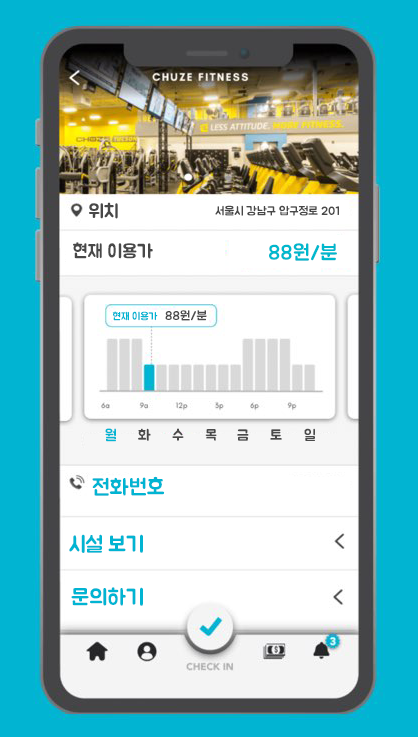 CHUZE FITNESS
CHUZE FITNESS
LESS ATTITUDE. MORE FITNESS.
위치
서울시 강남구 압구정로 201
현재 이용가
88원/분
현재 이용가 88원/분
6a 9a 12p 5p 6p 9p
월 화 수 목 금 토 일
전화번호
시설 보기
문의하기
3
CHECK IN